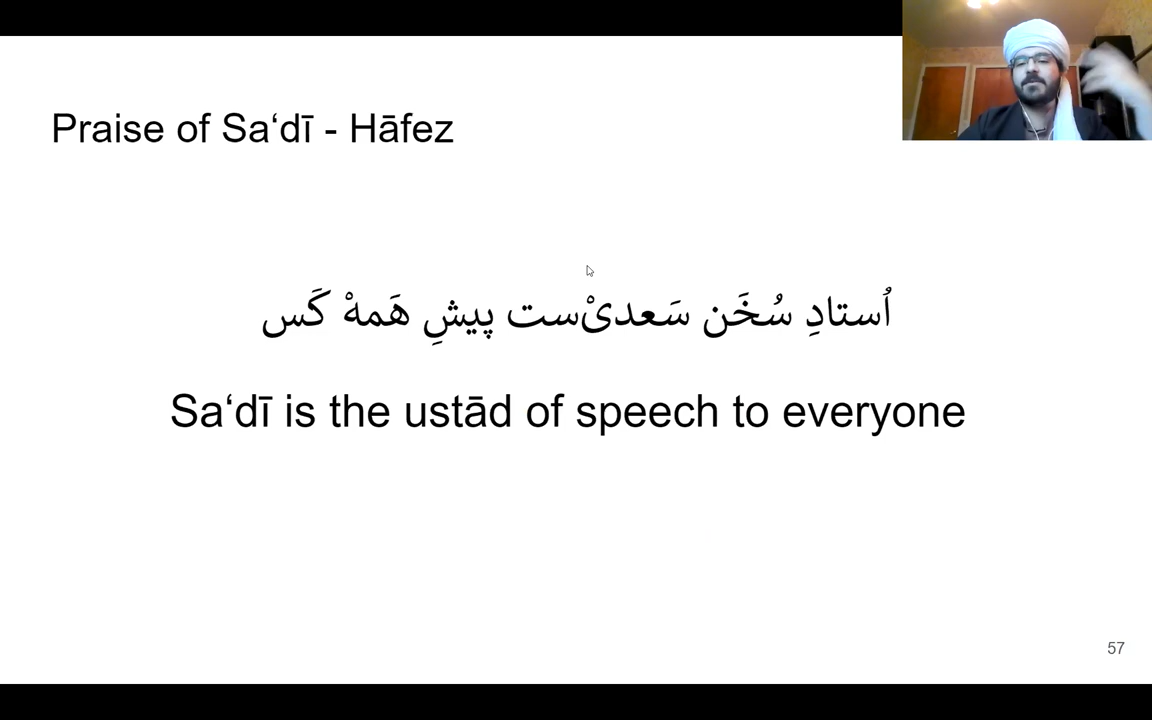 Praise of Sa‘dī - Hāfez
اُستادِ سُخَن سَعدیْ‌ست پیشِ هَمهْ کَس
Sa‘dī is the ustād of speech to everyone
57